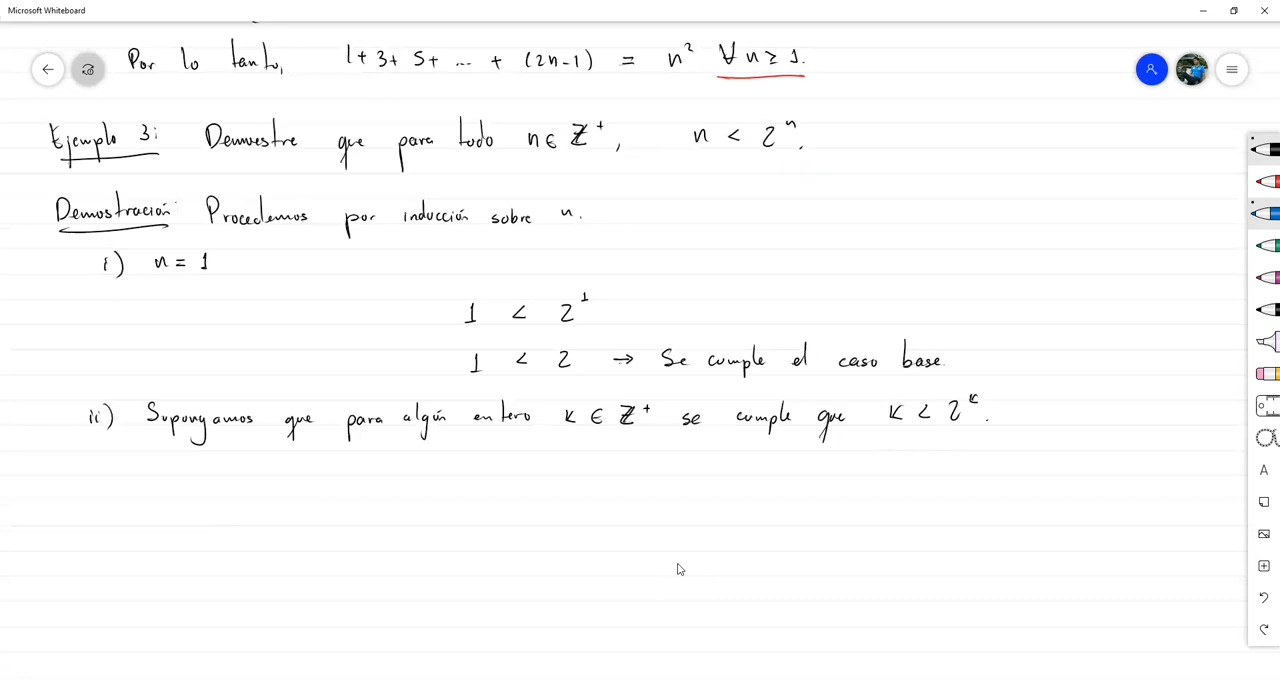 Microsoft Whiteboard
Por lo tanto, 1+3+5+ ... + (2n-1) = n² ∀ n ≥ 1.
Ejemplo 3: Demuestre que para todo n ∈ ℤ⁺, n < 2ⁿ.
Demostración: Procedemos por inducción sobre n.
i) n = 1
1 < 2¹
1 < 2 → Se cumple el caso base.
ii) Supongamos que para algún entero k ∈ ℤ⁺ se cumple que k < 2ᵏ.
A